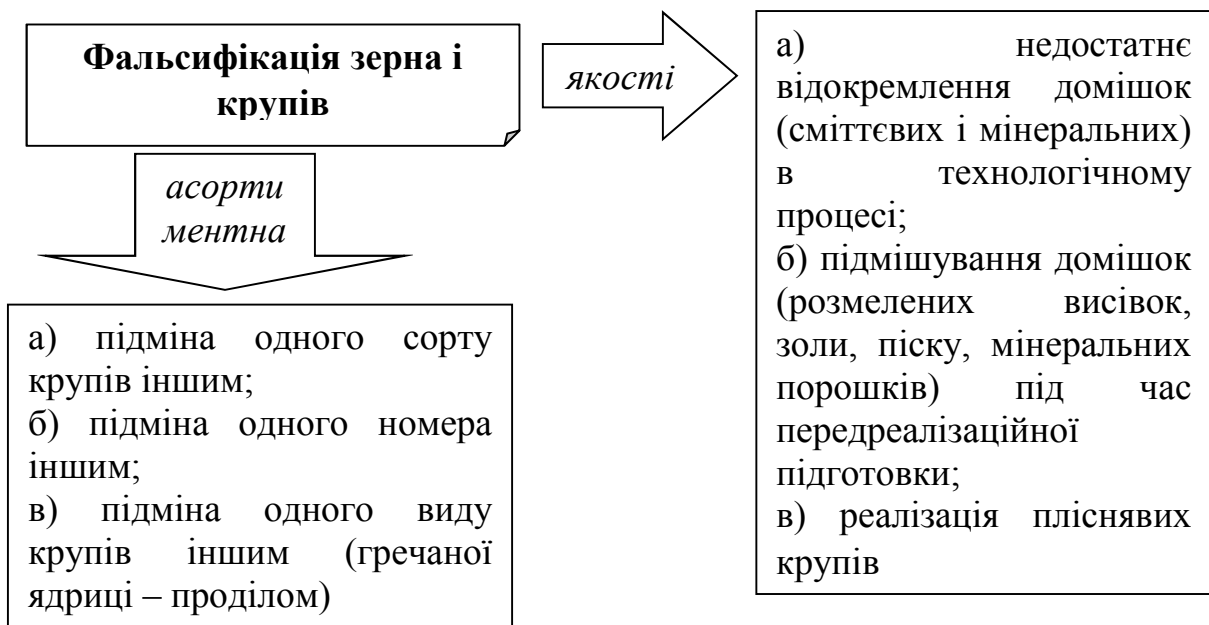 Фальсифікація зерна і
крупів
якості
асорти
ментна
а) підміна одного сорту
крупів іншим;
б) підміна одного номера
іншим;
в) підміна одного виду
крупів іншим (гречаної
ядриці – проділом)
а) недостатнє
відокремлення домішок
(сміттєвих і мінеральних)
в технологічному
процесі;
б) підмішування домішок
(розмелених висівок,
золи, піску, мінеральних
порошків) під час
передреалізаційної
підготовки;
в) реалізація пліснявих
крупів